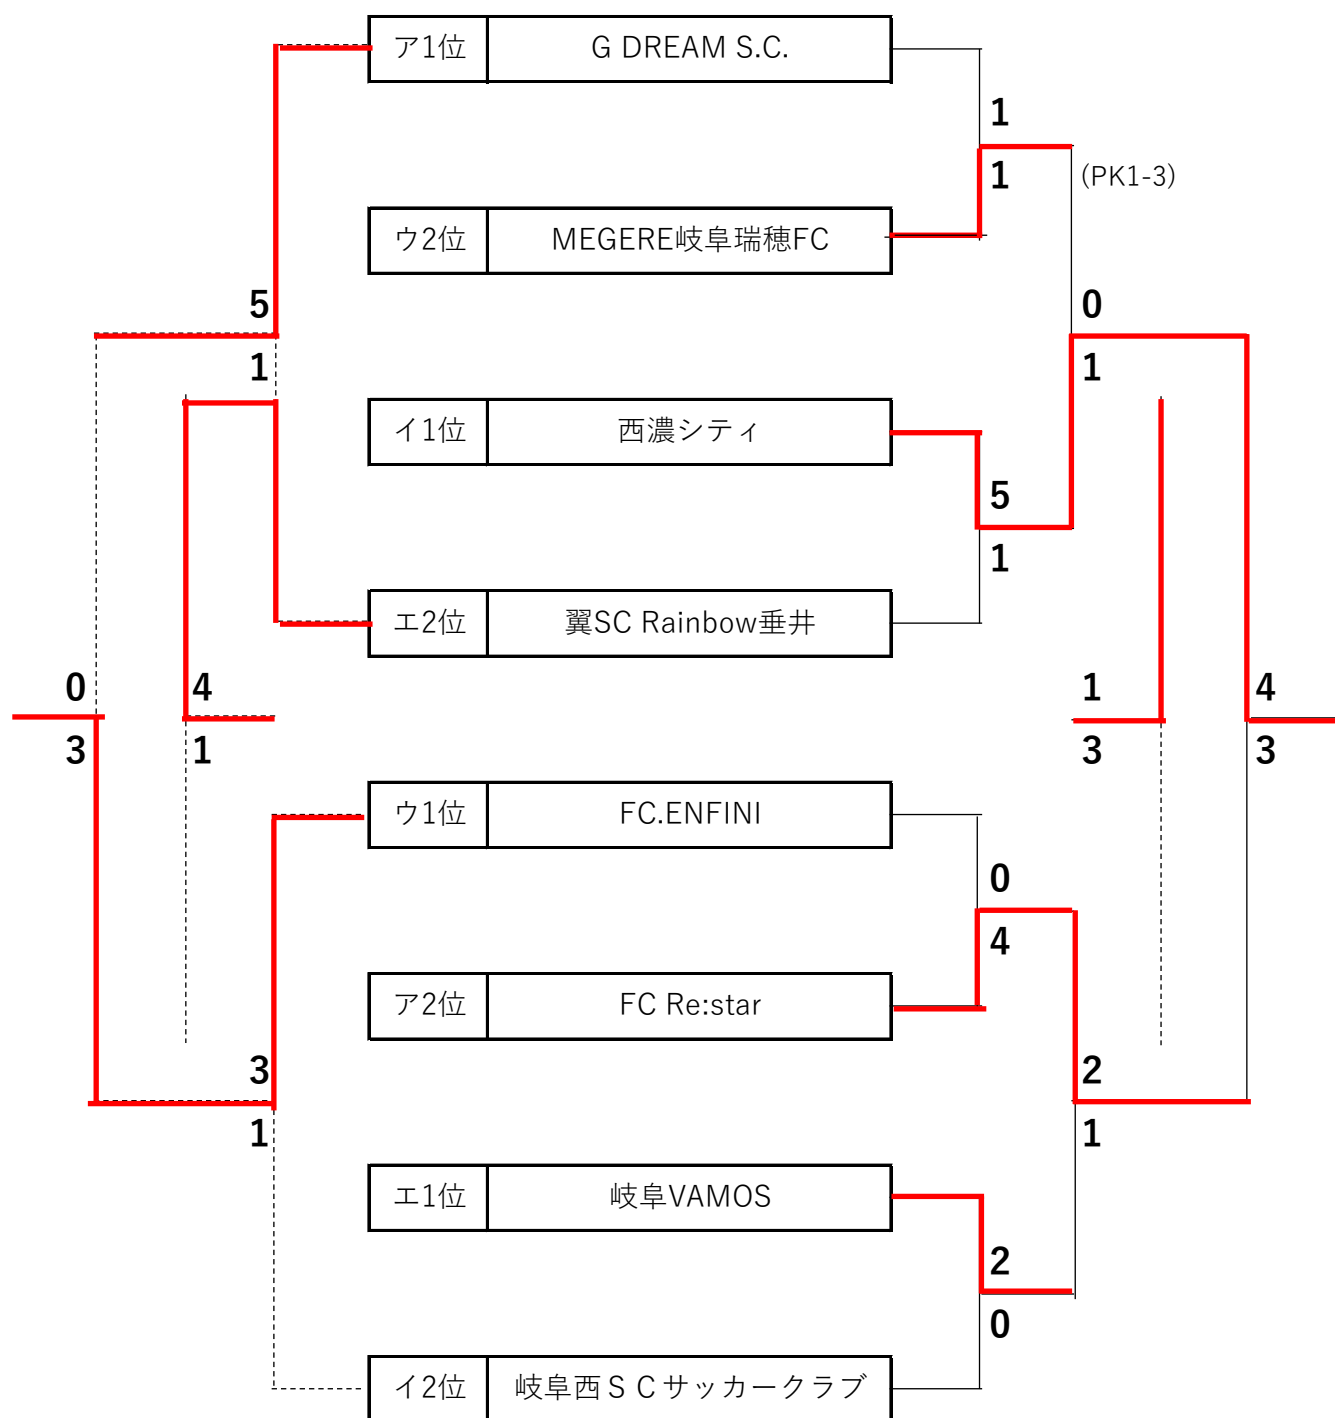 ア1位 G DREAM S.C.
1
1 (PK1-3)
ウ2位 MEGERE岐阜瑞穂FC
5 0
1 1
イ1位 西濃シティ
5
1
エ2位 翼SC Rainbow垂井
0 4 1 4
3 1 3 3
ウ1位 FC.ENFINI
0
4
ア2位 FC Re:star
3 2
1 1
エ1位 岐阜VAMOS
2
0
イ2位 岐阜西ＳＣサッカークラブ